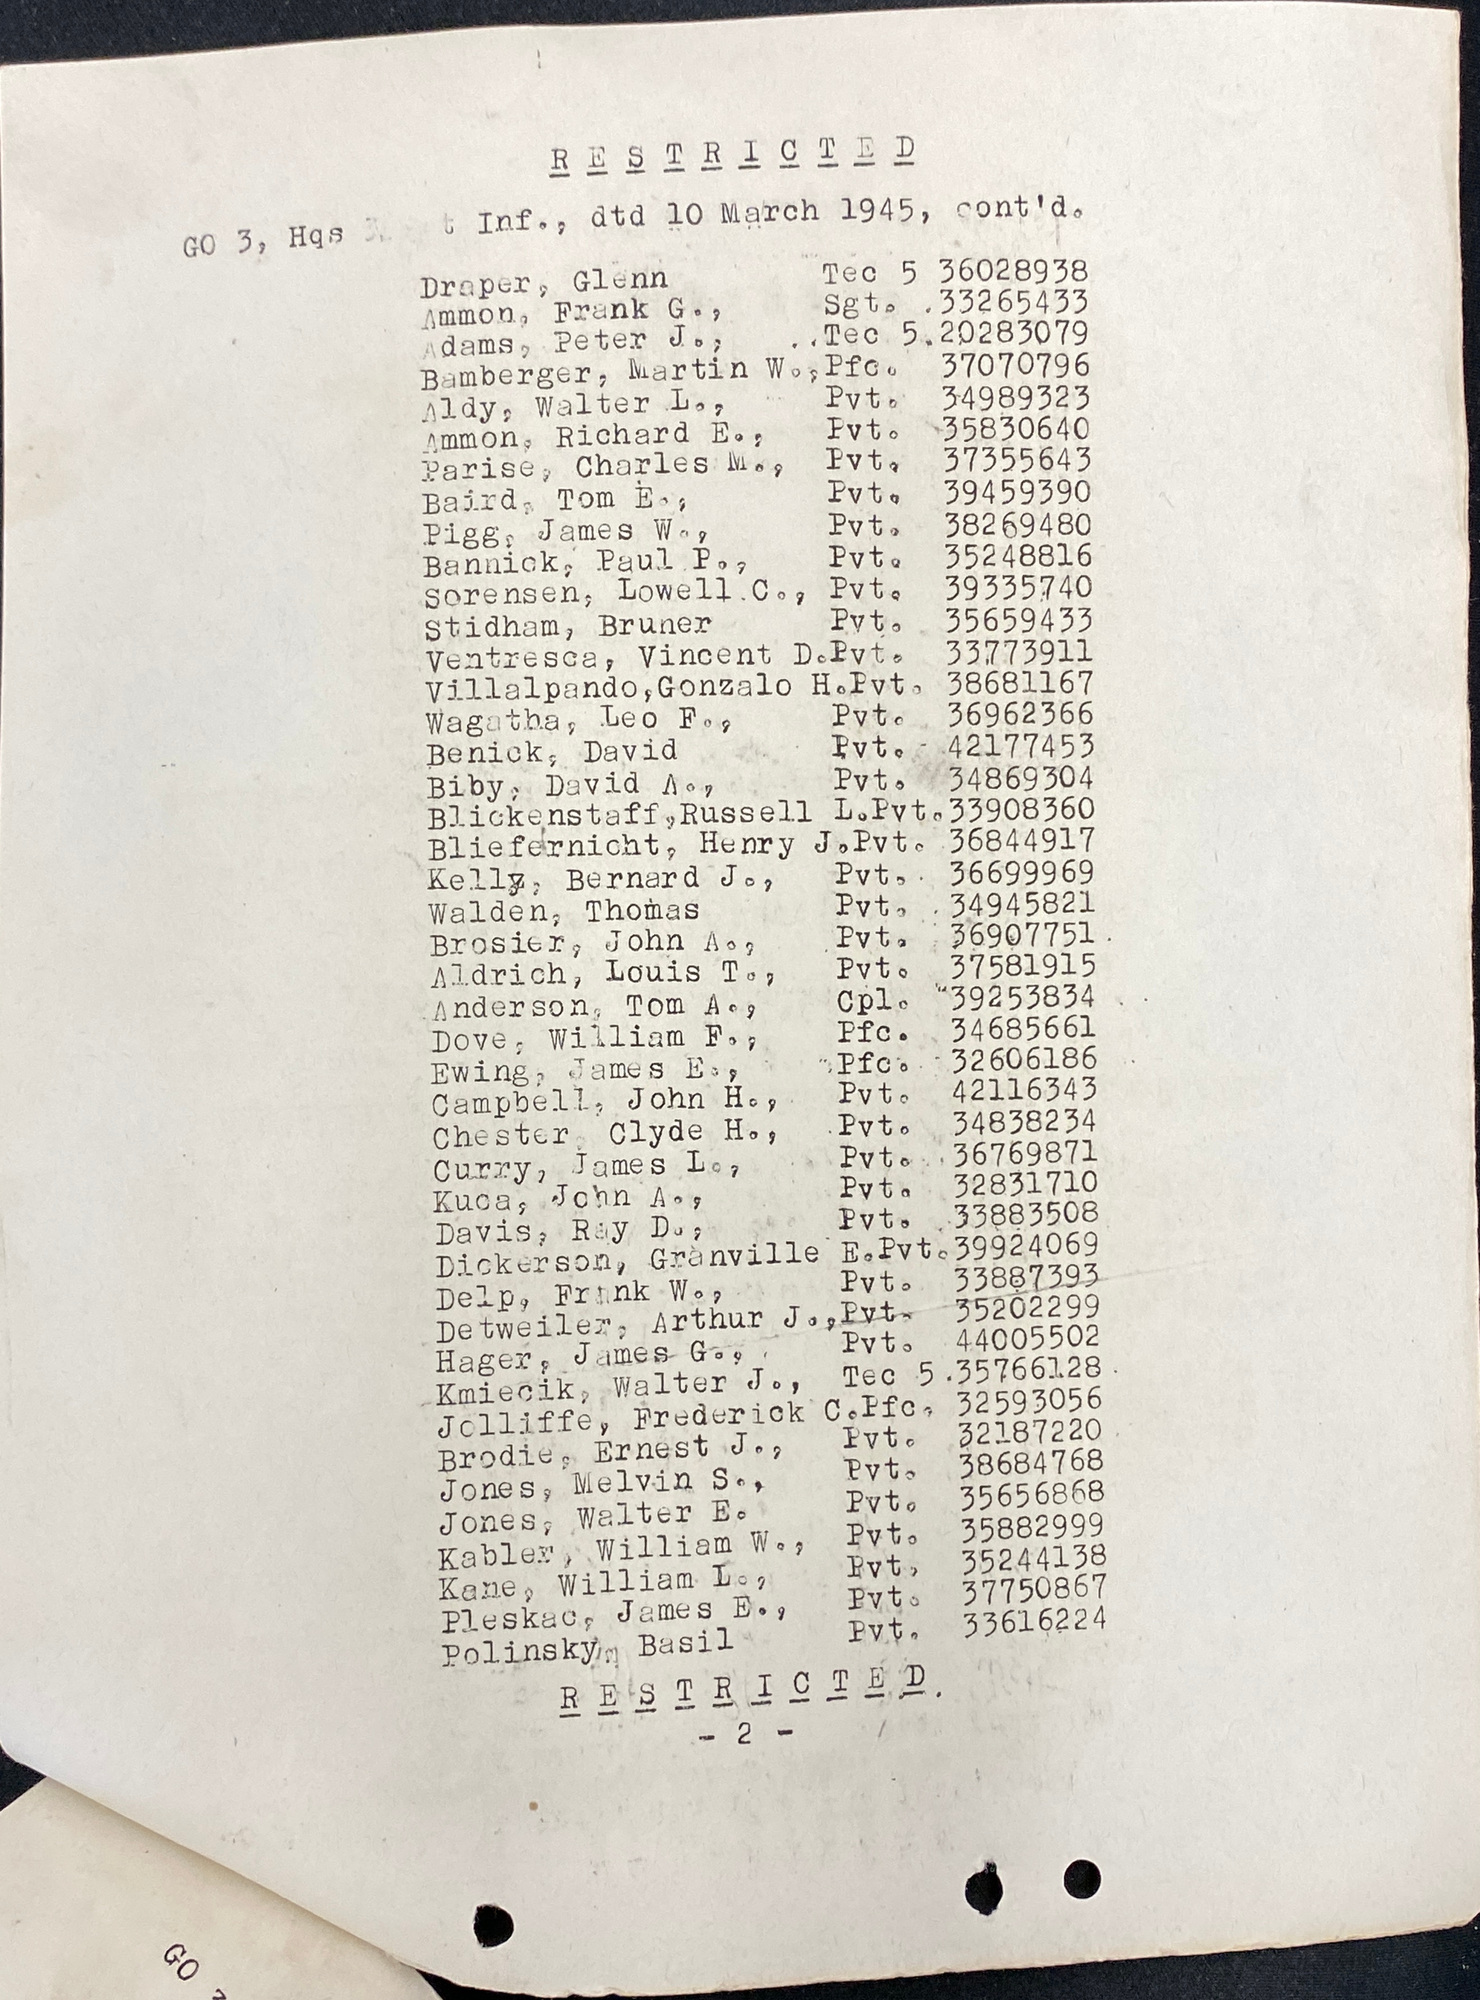 R E S T R I C T E D
GO 3, Hqs 3 t Inf., dtd 10 March 1945, cont'd.
Draper, Glenn Tec 5 36028938
Ammon, Frank G., Sgt. 33265433
Adams, Peter J., Tec 5 20283079
Bamberger, Martin W., Pfc. 37070796
Aldy, Walter L., Pvt. 34989323
Ammon, Richard E., Pvt. 35830640
Parise, Charles M., Pvt. 37355643
Baird, Tom E., Pvt. 39459390
Pigg, James W., Pvt. 38269480
Bannick, Paul P., Pvt. 35248816
Sorensen, Lowell C., Pvt. 39335740
Stidham, Bruner Pvt. 35659433
Ventresca, Vincent D.Pvt. 33773911
Villalpando,Gonzalo H.Pvt. 38681167
Wagatha, Leo F., Pvt. 36962366
Benick, David Pvt. 42177453
Biby, David A., Pvt. 34869304
Blickenstaff,Russell L.Pvt.33908360
Bliefernicht, Henry J.Pvt. 36844917
Kelly, Bernard J., Pvt. 36699969
Walden, Thomas Pvt. 34945821
Brosier, John A., Pvt. 36907751
Aldrich, Louis T., Pvt. 37581915
Anderson, Tom A., Cpl. 39253834
Dove, William F., Pfc. 34685661
Ewing, James E., Pfc. 32606186
Campbell, John H., Pvt. 42116343
Chester, Clyde H., Pvt. 34838234
Curry, James L., Pvt. 36769871
Kuca, John A., Pvt. 32831710
Davis, Ray D., Pvt. 33883508
Dickerson, Granville E.Pvt.39924069
Delp, Frank W., Pvt. 33887393
Detweiler, Arthur J.,Pvt. 35202299
Hager, James G., Pvt. 44005502
Kmiecik, Walter J., Tec 5 35766128
Jolliffe, Frederick C.Pfc. 32593056
Brodie, Ernest J., Pvt. 32187220
Jones, Melvin S., Pvt. 38684768
Jones, Walter E. Pvt. 35656868
Kabler, William W., Pvt. 35882999
Kane, William L., Pvt. 35244138
Pleskac, James E., Pvt. 37750867
Polinsky, Basil Pvt. 33616224
R E S T R I C T E D
- 2 -
GO